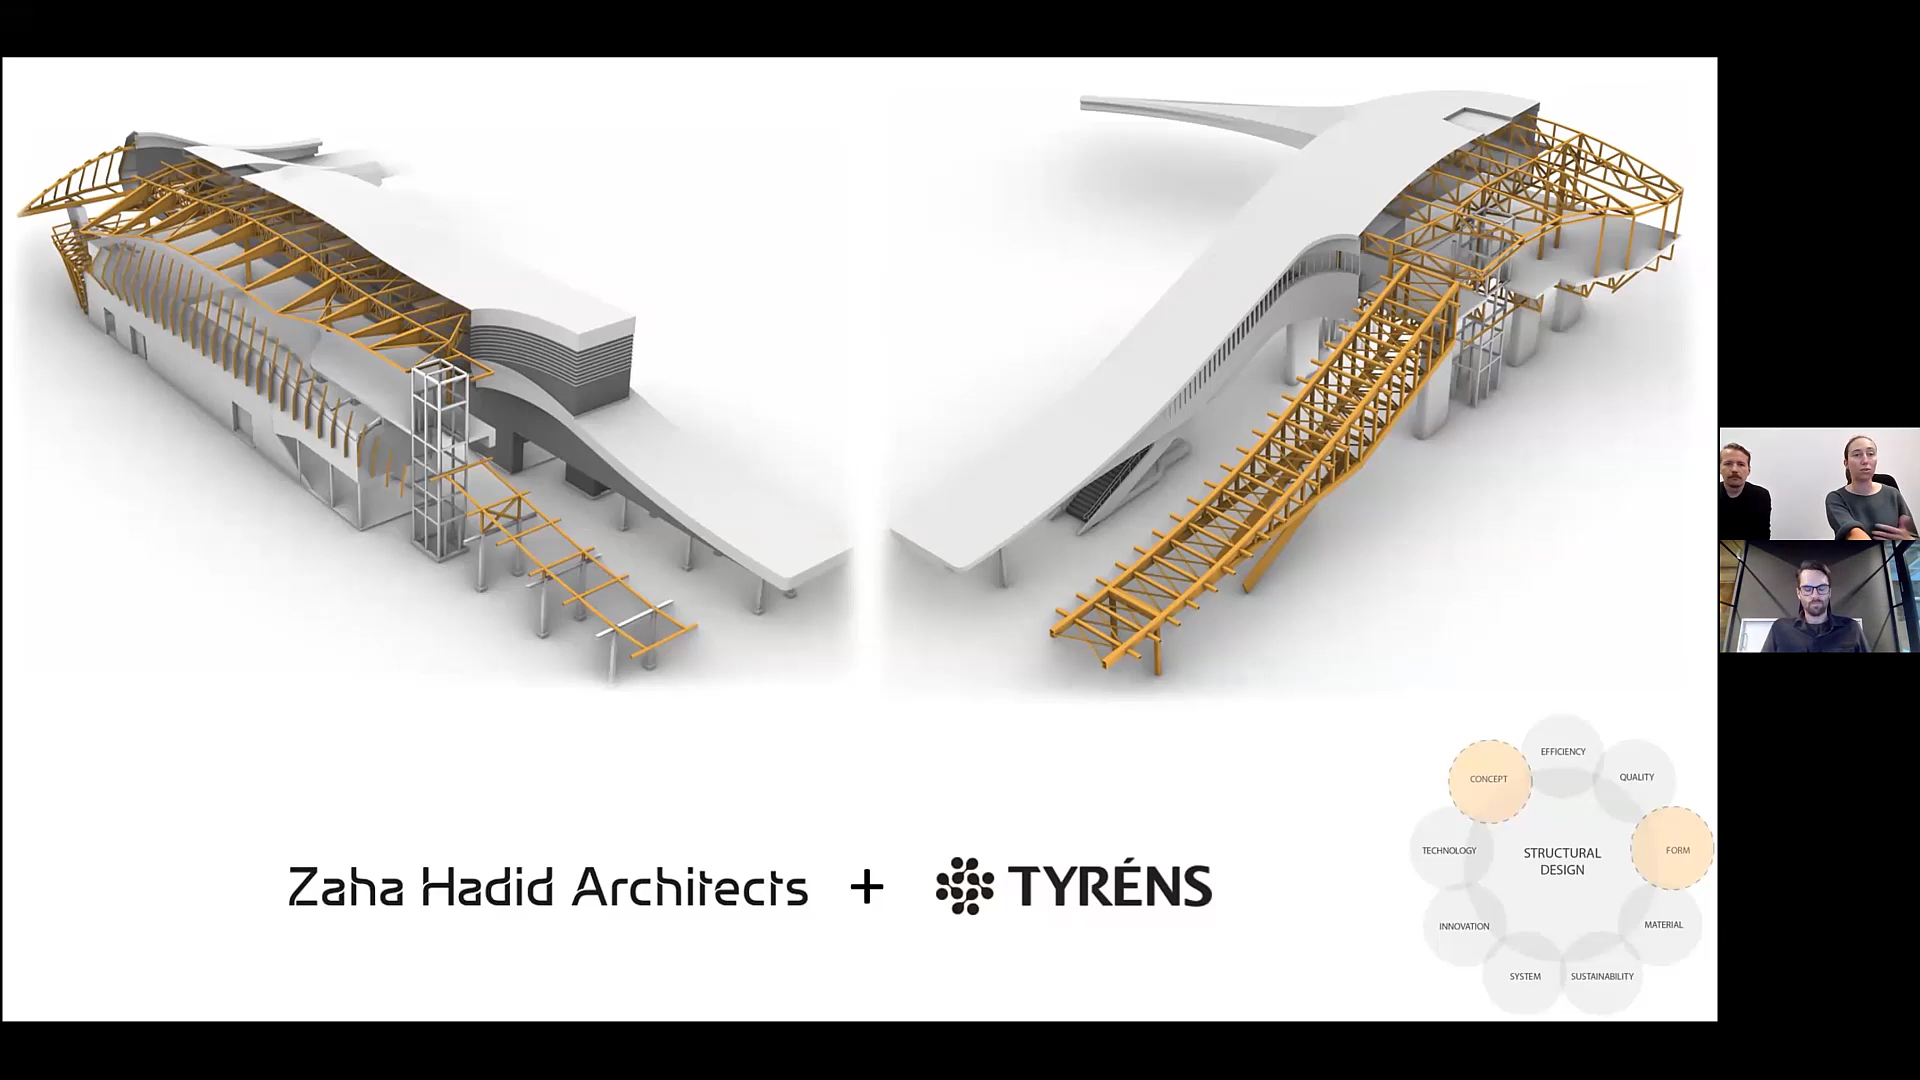 Zaha Hadid Architects + TYRÉNS
EFFICIENCY
CONCEPT
QUALITY
TECHNOLOGY
STRUCTURAL
DESIGN
FORM
INNOVATION
MATERIAL
SYSTEM
SUSTAINABILITY